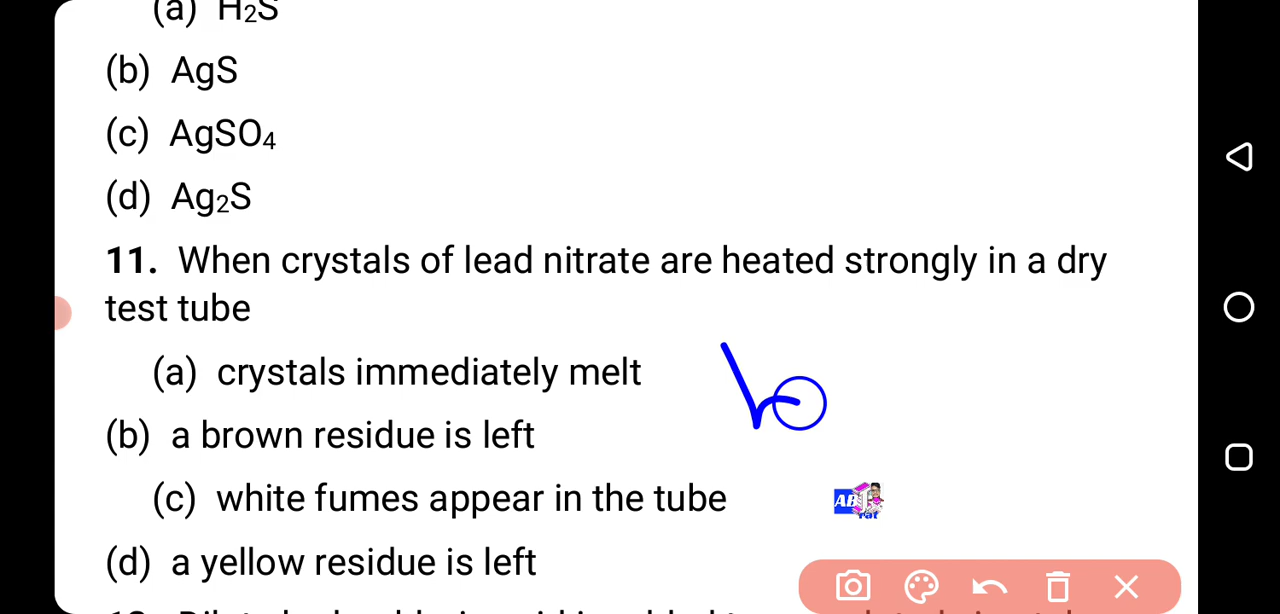 (a) H₂S
(b) AgS
(c) AgSO₄
(d) Ag₂S
11. When crystals of lead nitrate are heated strongly in a dry
test tube
(a) crystals immediately melt
(b) a brown residue is left
(c) white fumes appear in the tube
(d) a yellow residue is left